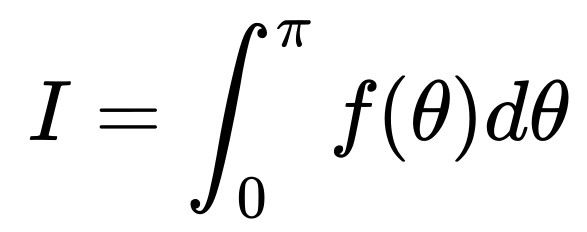 I = ∫₀^π f(θ)dθ